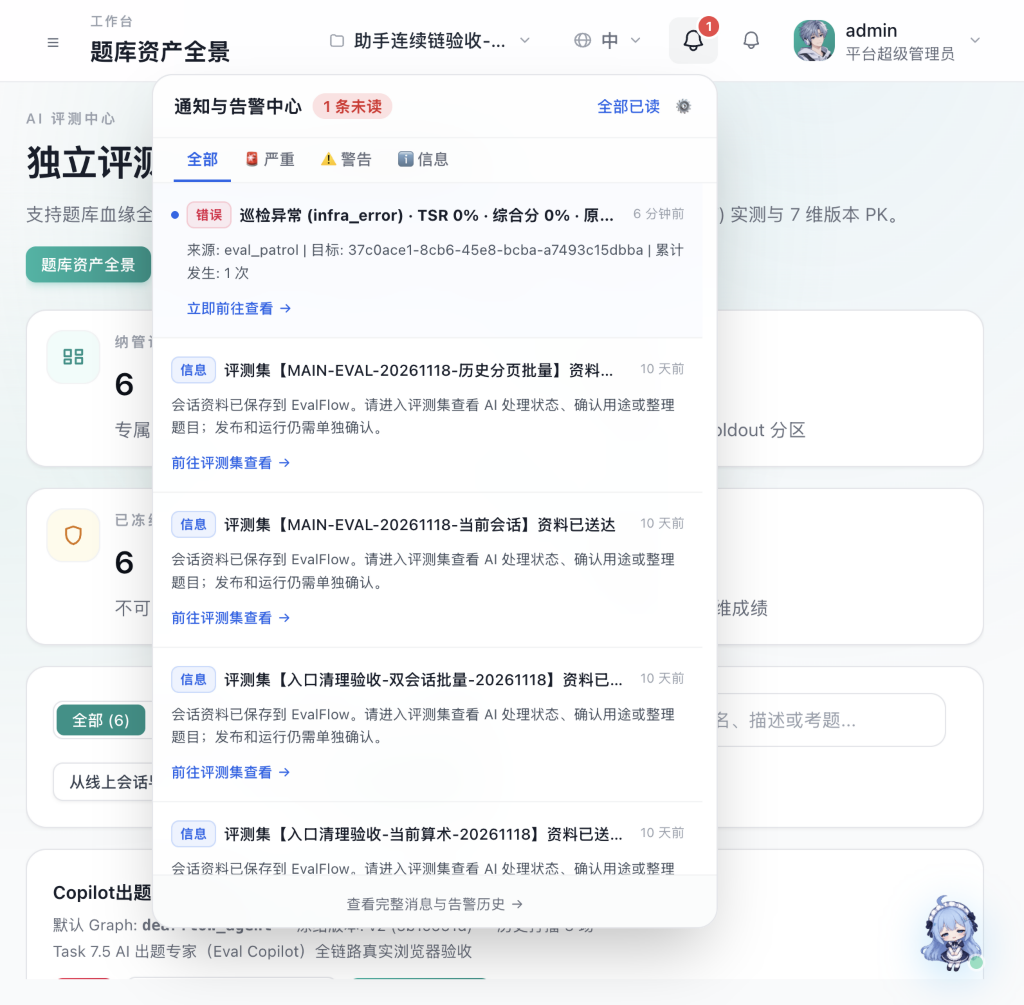 工作台
题库资产全景
助手连续链验收-...
中
1
admin
平台超级管理员
通知与告警中心
1 条未读
全部已读
AI 评测中心
独立评测
支持题库血缘全
) 实测与 7 维版本 PK。
题库资产全景
全部
严重
警告
信息
错误
巡检异常 (infra_error) · TSR 0% · 综合分 0% · 原...
6 分钟前
来源: eval_patrol | 目标: 37c0ace1-8cb6-45e8-bcba-a7493c15dbba | 累计
发生: 1 次
立即前往查看 →
纳管
6
专属
oldout 分区
信息
评测集【MAIN-EVAL-20261118-历史分页批量】资料...
10 天前
会话资料已保存到 EvalFlow。请进入评测集查看 AI 处理状态、确认用途或整理
题目；发布和运行仍需单独确认。
前往评测集查看 →
已冻
6
不可
维成绩
信息
评测集【MAIN-EVAL-20261118-当前会话】资料已送达
10 天前
会话资料已保存到 EvalFlow。请进入评测集查看 AI 处理状态、确认用途或整理
题目；发布和运行仍需单独确认。
前往评测集查看 →
信息
评测集【入口清理验收-双会话批量-20261118】资料已...
10 天前
会话资料已保存到 EvalFlow。请进入评测集查看 AI 处理状态、确认用途或整理
题目；发布和运行仍需单独确认。
前往评测集查看 →
全部 (6)
名、描述或考题...
从线上会话
信息
评测集【入口清理验收-当前算术-20261118】资料已送...
10 天前
会话资料已保存到 EvalFlow。请进入评测集查看 AI 处理状态、确认用途或整理
查看完整消息与告警历史 →
Copilot出题
默认 Graph:
Task 7.5 AI 出题专家（Eval Copilot）全链路真实浏览器验收